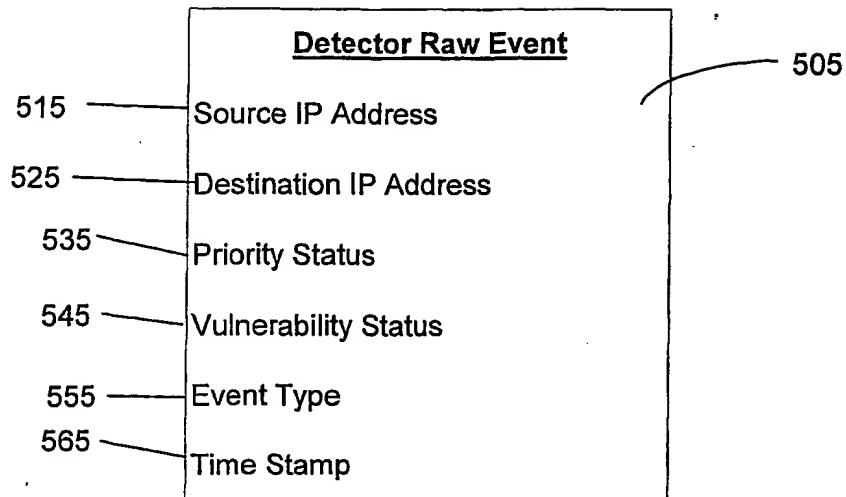 Detector Raw Event
505
515 Source IP Address
525 Destination IP Address
535 Priority Status
545 Vulnerability Status
555 Event Type
565 Time Stamp